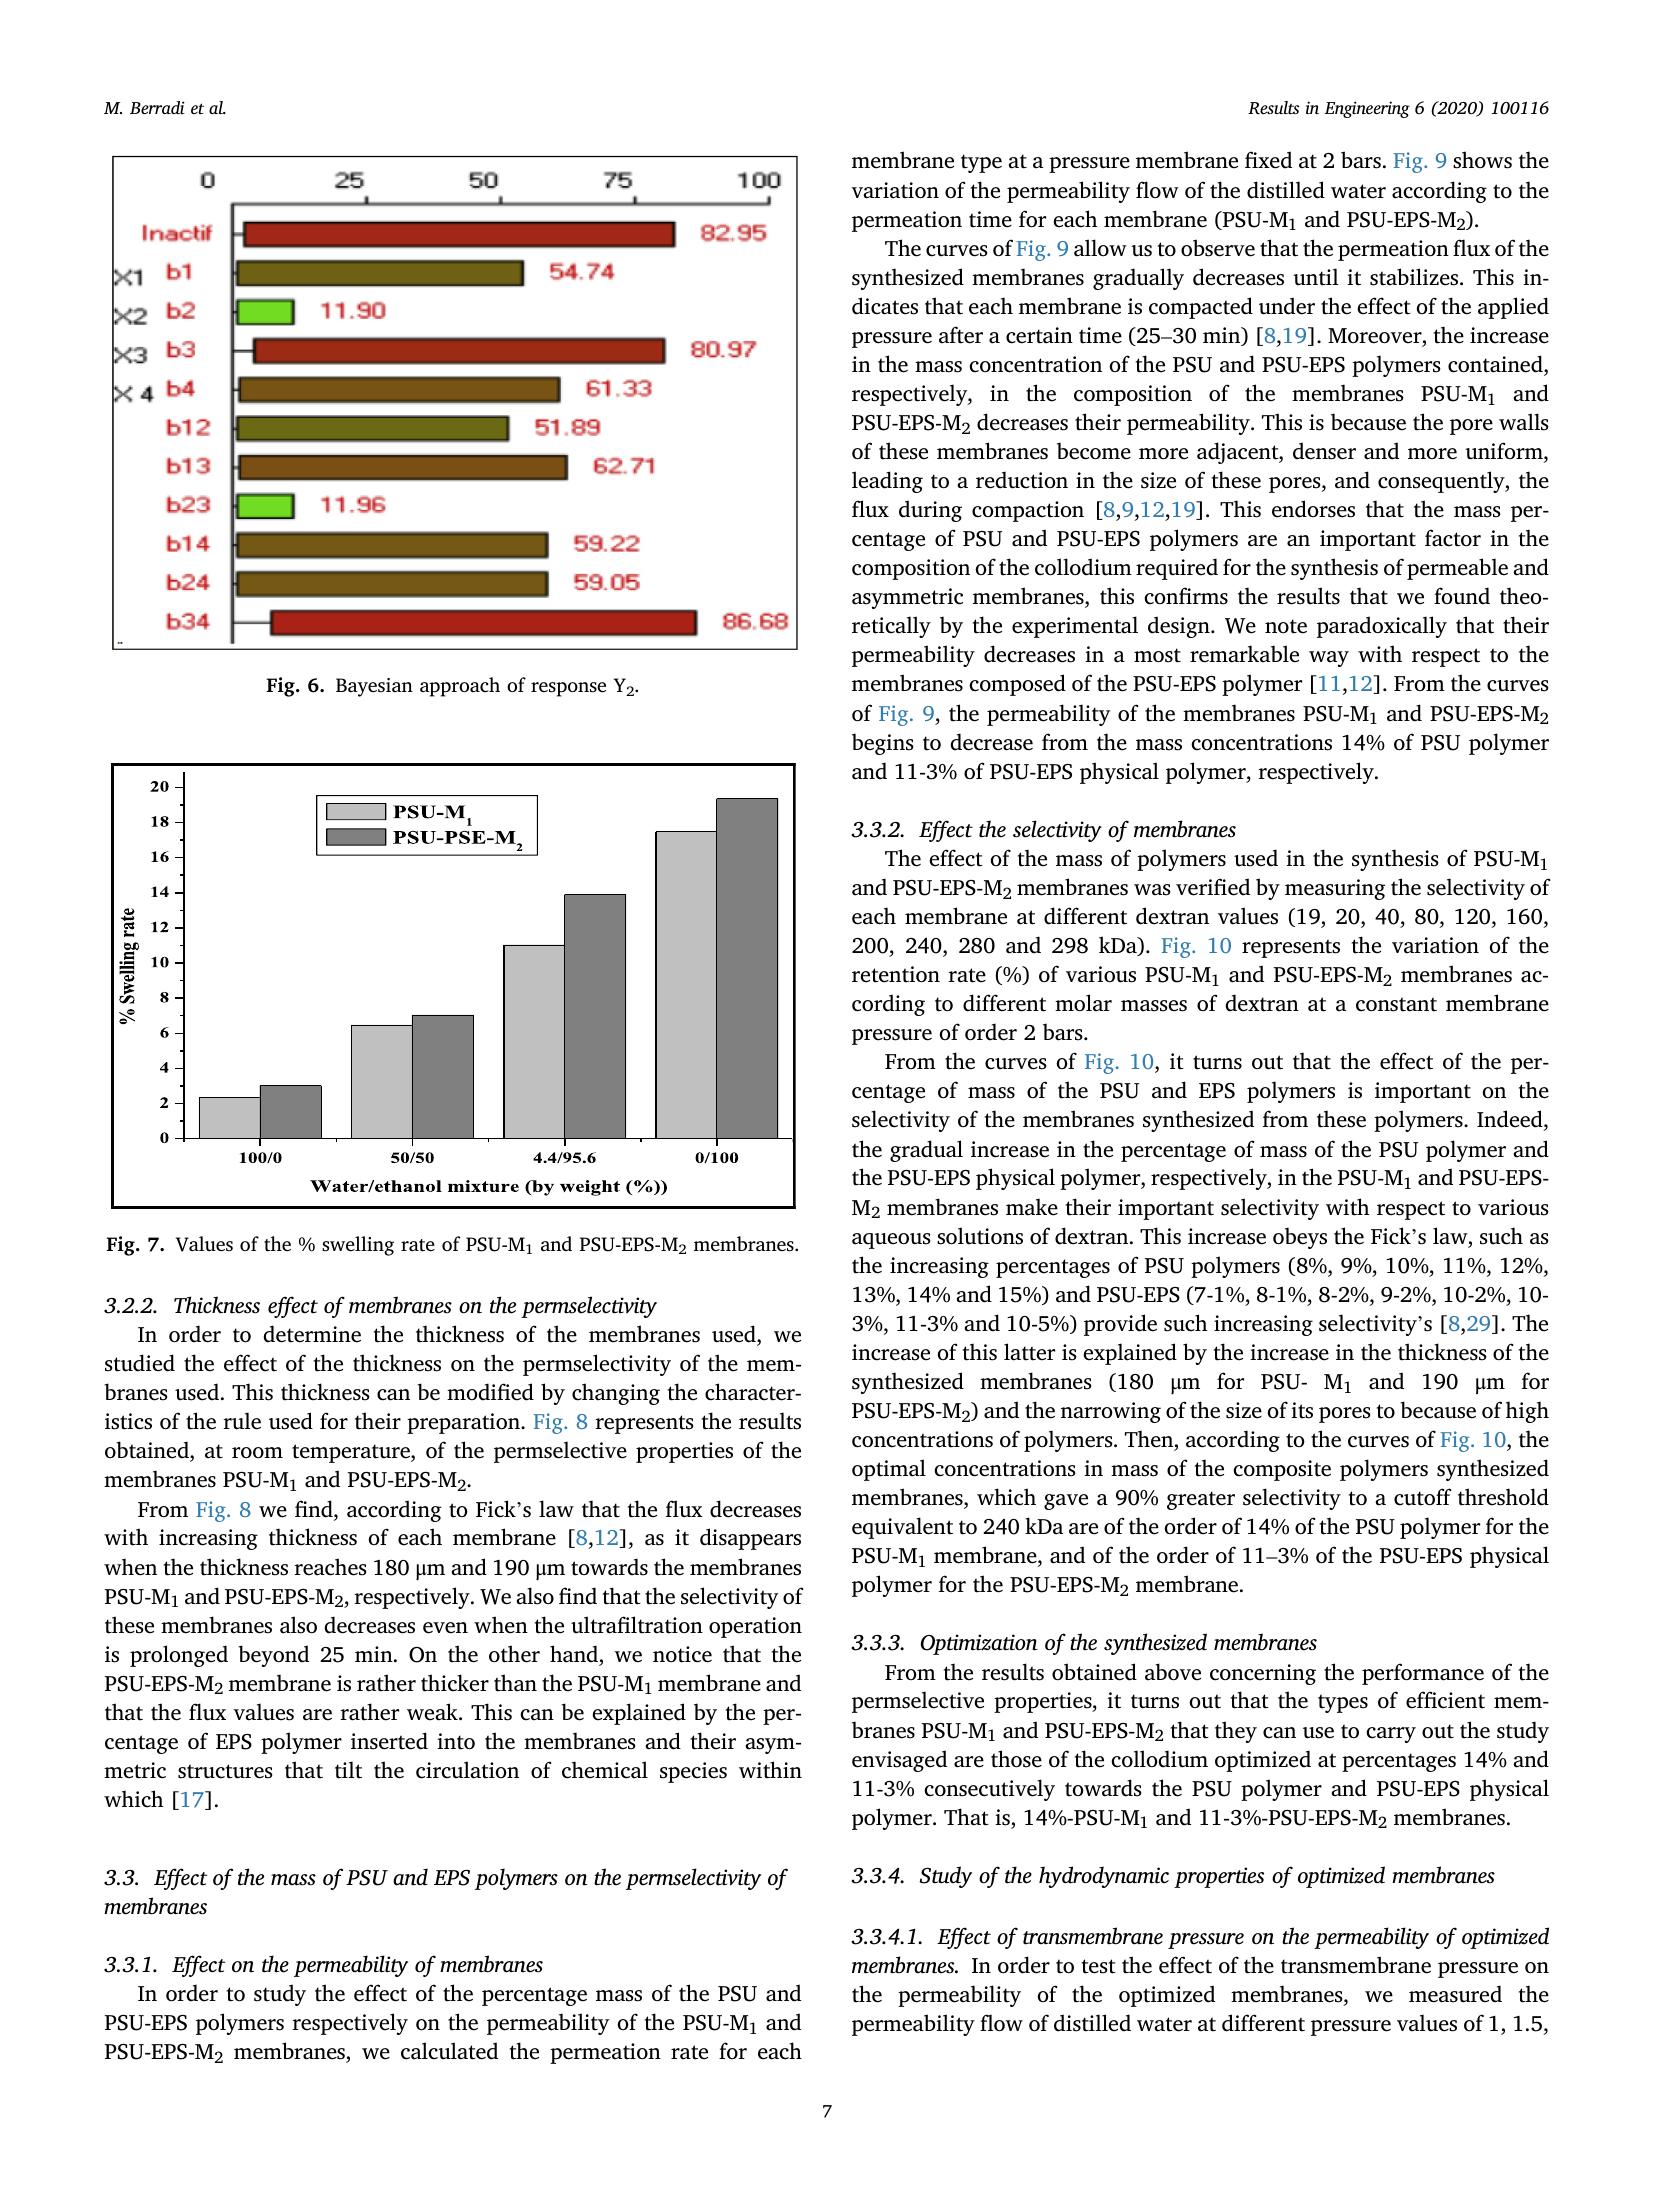 M. Berradi et al.
Results in Engineering 6 (2020) 100116
0 25 50 75 100
Inactif 82.95
X1 b1 54.74
X2 b2 11.90
X3 b3 80.97
X 4 b4 61.33
b12 51.89
b13 62.71
b23 11.96
b14 59.22
b24 59.05
b34 86.68
Fig. 6. Bayesian approach of response Y2.
20
18
16
14
12
10
8
6
4
2
0
% Swelling rate
PSU-M1
PSU-PSE-M2
100/0 50/50 4.4/95.6 0/100
Water/ethanol mixture (by weight (%))
Fig. 7. Values of the % swelling rate of PSU-M1 and PSU-EPS-M2 membranes.
3.2.2. Thickness effect of membranes on the permselectivity
In order to determine the thickness of the membranes used, we
studied the effect of the thickness on the permselectivity of the mem-
branes used. This thickness can be modified by changing the character-
istics of the rule used for their preparation. Fig. 8 represents the results
obtained, at room temperature, of the permselective properties of the
membranes PSU-M1 and PSU-EPS-M2.
From Fig. 8 we find, according to Fick's law that the flux decreases
with increasing thickness of each membrane [8,12], as it disappears
when the thickness reaches 180 μm and 190 μm towards the membranes
PSU-M1 and PSU-EPS-M2, respectively. We also find that the selectivity of
these membranes also decreases even when the ultrafiltration operation
is prolonged beyond 25 min. On the other hand, we notice that the
PSU-EPS-M2 membrane is rather thicker than the PSU-M1 membrane and
that the flux values are rather weak. This can be explained by the per-
centage of EPS polymer inserted into the membranes and their asym-
metric structures that tilt the circulation of chemical species within
which [17].
3.3. Effect of the mass of PSU and EPS polymers on the permselectivity of
membranes
3.3.1. Effect on the permeability of membranes
In order to study the effect of the percentage mass of the PSU and
PSU-EPS polymers respectively on the permeability of the PSU-M1 and
PSU-EPS-M2 membranes, we calculated the permeation rate for each
membrane type at a pressure membrane fixed at 2 bars. Fig. 9 shows the
variation of the permeability flow of the distilled water according to the
permeation time for each membrane (PSU-M1 and PSU-EPS-M2).
The curves of Fig. 9 allow us to observe that the permeation flux of the
synthesized membranes gradually decreases until it stabilizes. This in-
dicates that each membrane is compacted under the effect of the applied
pressure after a certain time (25–30 min) [8,19]. Moreover, the increase
in the mass concentration of the PSU and PSU-EPS polymers contained,
respectively, in the composition of the membranes PSU-M1 and
PSU-EPS-M2 decreases their permeability. This is because the pore walls
of these membranes become more adjacent, denser and more uniform,
leading to a reduction in the size of these pores, and consequently, the
flux during compaction [8,9,12,19]. This endorses that the mass per-
centage of PSU and PSU-EPS polymers are an important factor in the
composition of the collodium required for the synthesis of permeable and
asymmetric membranes, this confirms the results that we found theo-
retically by the experimental design. We note paradoxically that their
permeability decreases in a most remarkable way with respect to the
membranes composed of the PSU-EPS polymer [11,12]. From the curves
of Fig. 9, the permeability of the membranes PSU-M1 and PSU-EPS-M2
begins to decrease from the mass concentrations 14% of PSU polymer
and 11-3% of PSU-EPS physical polymer, respectively.
3.3.2. Effect the selectivity of membranes
The effect of the mass of polymers used in the synthesis of PSU-M1
and PSU-EPS-M2 membranes was verified by measuring the selectivity of
each membrane at different dextran values (19, 20, 40, 80, 120, 160,
200, 240, 280 and 298 kDa). Fig. 10 represents the variation of the
retention rate (%) of various PSU-M1 and PSU-EPS-M2 membranes ac-
cording to different molar masses of dextran at a constant membrane
pressure of order 2 bars.
From the curves of Fig. 10, it turns out that the effect of the per-
centage of mass of the PSU and EPS polymers is important on the
selectivity of the membranes synthesized from these polymers. Indeed,
the gradual increase in the percentage of mass of the PSU polymer and
the PSU-EPS physical polymer, respectively, in the PSU-M1 and PSU-EPS-
M2 membranes make their important selectivity with respect to various
aqueous solutions of dextran. This increase obeys the Fick's law, such as
the increasing percentages of PSU polymers (8%, 9%, 10%, 11%, 12%,
13%, 14% and 15%) and PSU-EPS (7-1%, 8-1%, 8-2%, 9-2%, 10-2%, 10-
3%, 11-3% and 10-5%) provide such increasing selectivity's [8,29]. The
increase of this latter is explained by the increase in the thickness of the
synthesized membranes (180 μm for PSU- M1 and 190 μm for
PSU-EPS-M2) and the narrowing of the size of its pores to because of high
concentrations of polymers. Then, according to the curves of Fig. 10, the
optimal concentrations in mass of the composite polymers synthesized
membranes, which gave a 90% greater selectivity to a cutoff threshold
equivalent to 240 kDa are of the order of 14% of the PSU polymer for the
PSU-M1 membrane, and of the order of 11–3% of the PSU-EPS physical
polymer for the PSU-EPS-M2 membrane.
3.3.3. Optimization of the synthesized membranes
From the results obtained above concerning the performance of the
permselective properties, it turns out that the types of efficient mem-
branes PSU-M1 and PSU-EPS-M2 that they can use to carry out the study
envisaged are those of the collodium optimized at percentages 14% and
11-3% consecutively towards the PSU polymer and PSU-EPS physical
polymer. That is, 14%-PSU-M1 and 11-3%-PSU-EPS-M2 membranes.
3.3.4. Study of the hydrodynamic properties of optimized membranes
3.3.4.1. Effect of transmembrane pressure on the permeability of optimized
membranes. In order to test the effect of the transmembrane pressure on
the permeability of the optimized membranes, we measured the
permeability flow of distilled water at different pressure values of 1, 1.5,
7